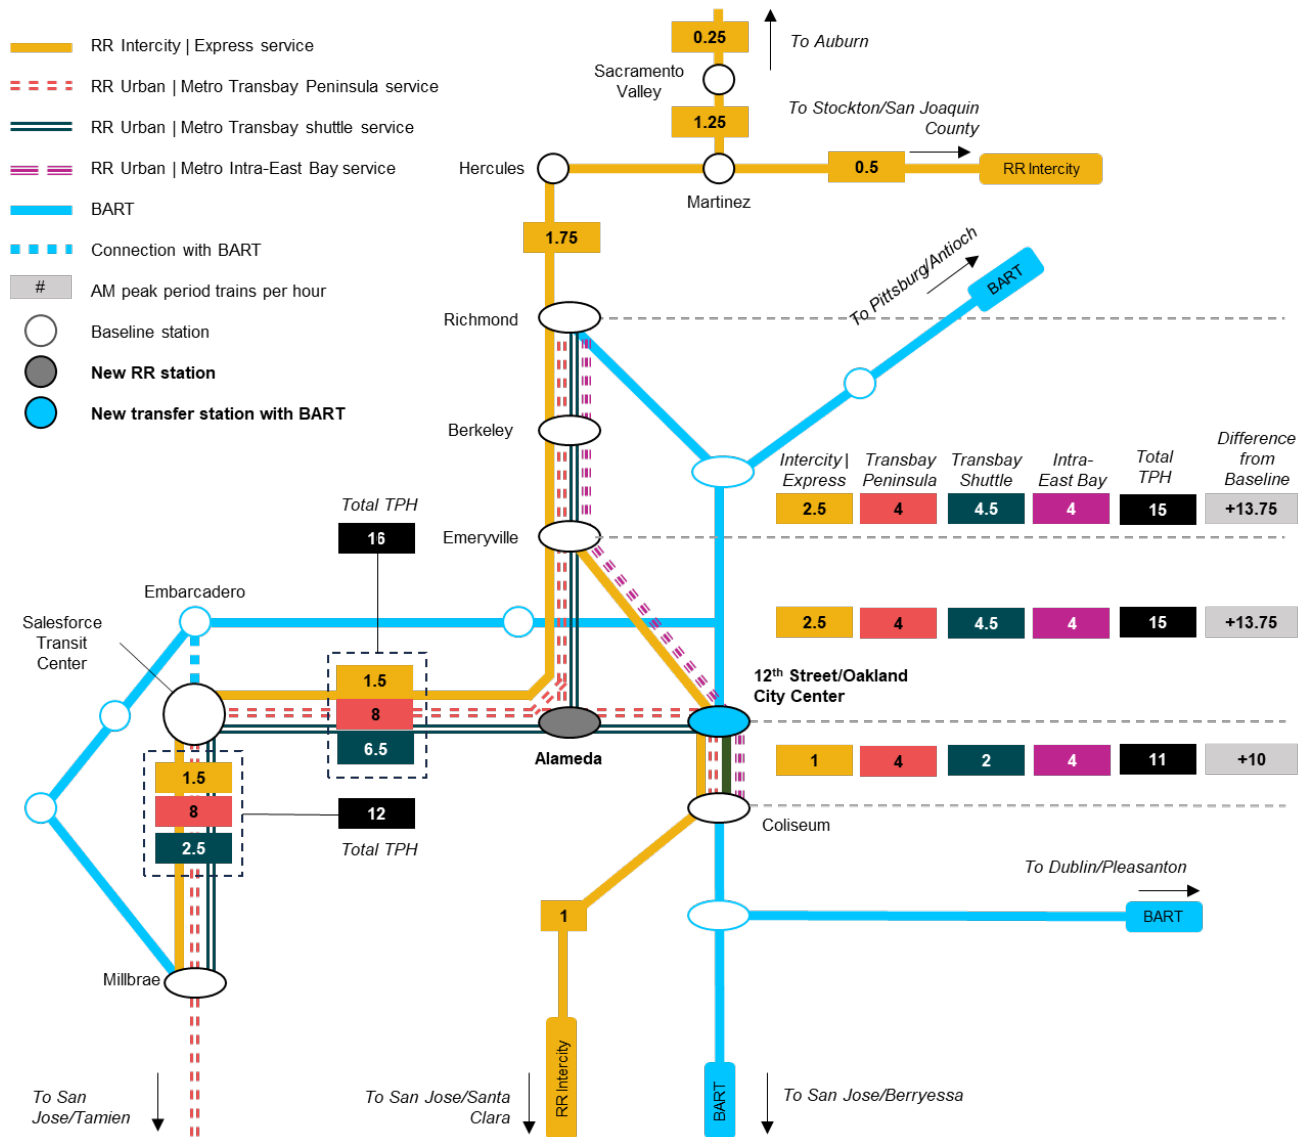 RR Intercity | Express service
RR Urban | Metro Transbay Peninsula service
RR Urban | Metro Transbay shuttle service
RR Urban | Metro Intra-East Bay service
BART
Connection with BART
#
AM peak period trains per hour
Baseline station
New RR station
New transfer station with BART
0.25
To Auburn
Sacramento
Valley
1.25
To Stockton/San Joaquin
County
Hercules
0.5
RR Intercity
Martinez
1.75
To Pittsburg/Antioch
BART
Richmond
Berkeley
Emeryville
Intercity |
Express
Transbay
Peninsula
Transbay
Shuttle
Intra-
East Bay
Total
TPH
Difference
from
Baseline
2.5
4
4.5
4
15
+13.75
2.5
4
4.5
4
15
+13.75
1
4
2
4
11
+10
Total TPH
16
Embarcadero
Salesforce
Transit
Center
1.5
8
6.5
12th Street/Oakland
City Center
Alameda
1.5
8
2.5
12
Total TPH
Coliseum
To Dublin/Pleasanton
BART
1
Millbrae
RR Intercity
BART
To San
Jose/Tamien
To San Jose/Santa
Clara
To San Jose/Berryessa